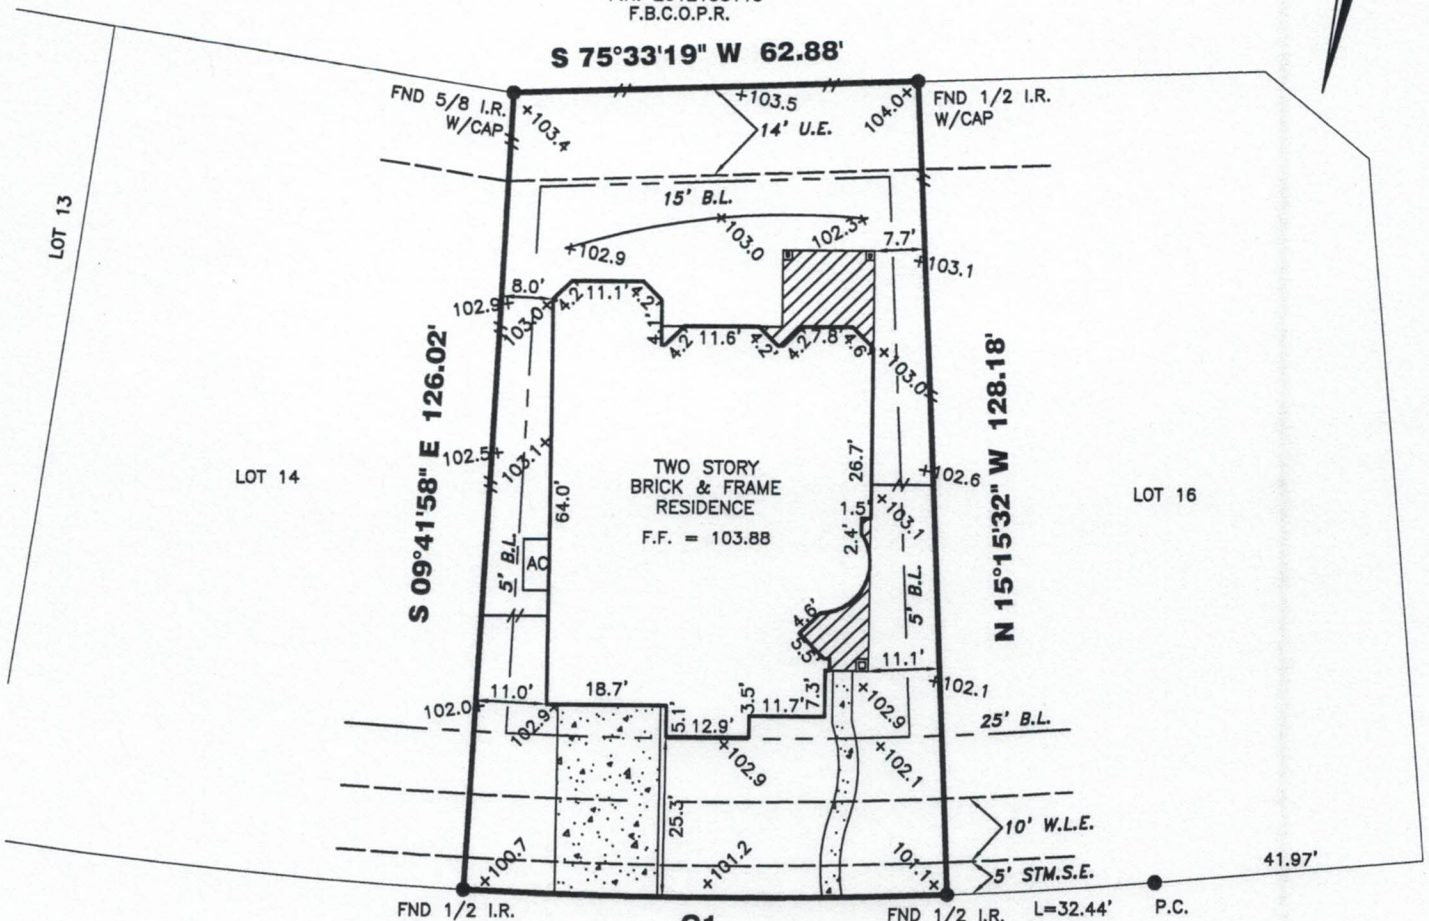 F.B.C.O.P.R.
S 75°33'19" W 62.88'
FND 5/8 I.R.
W/CAP
103.4
103.5
104.0
FND 1/2 I.R.
W/CAP
14' U.E.
LOT 13
15' B.L.
102.9
103.0
102.3
7.7'
103.1
8.0'
102.9
103.0
4.2'
11.1'
4.2'
4.1'
4.2'
11.6'
4.2'
4.2'
7.8'
4.6'
103.0
S 09°41'58" E 126.02'
N 15°15'32" W 128.18'
102.5
103.1
26.7'
102.6
103.1
LOT 14
TWO STORY
BRICK & FRAME
RESIDENCE
F.F. = 103.88
LOT 16
64.0'
1.5'
2.4'
5' B.L.
AC
5' B.L.
4.6'
5.5'
11.1'
102.1
11.0'
18.7'
102.0
102.9
5.1'
12.9'
3.5'
11.7'
7.3'
102.9
25' B.L.
102.9
102.1
25.3'
10' W.L.E.
100.7
101.2
101.1
5' STM.S.E.
41.97'
FND 1/2 I.R.
FND 1/2 I.R.
L=32.44'
P.C.